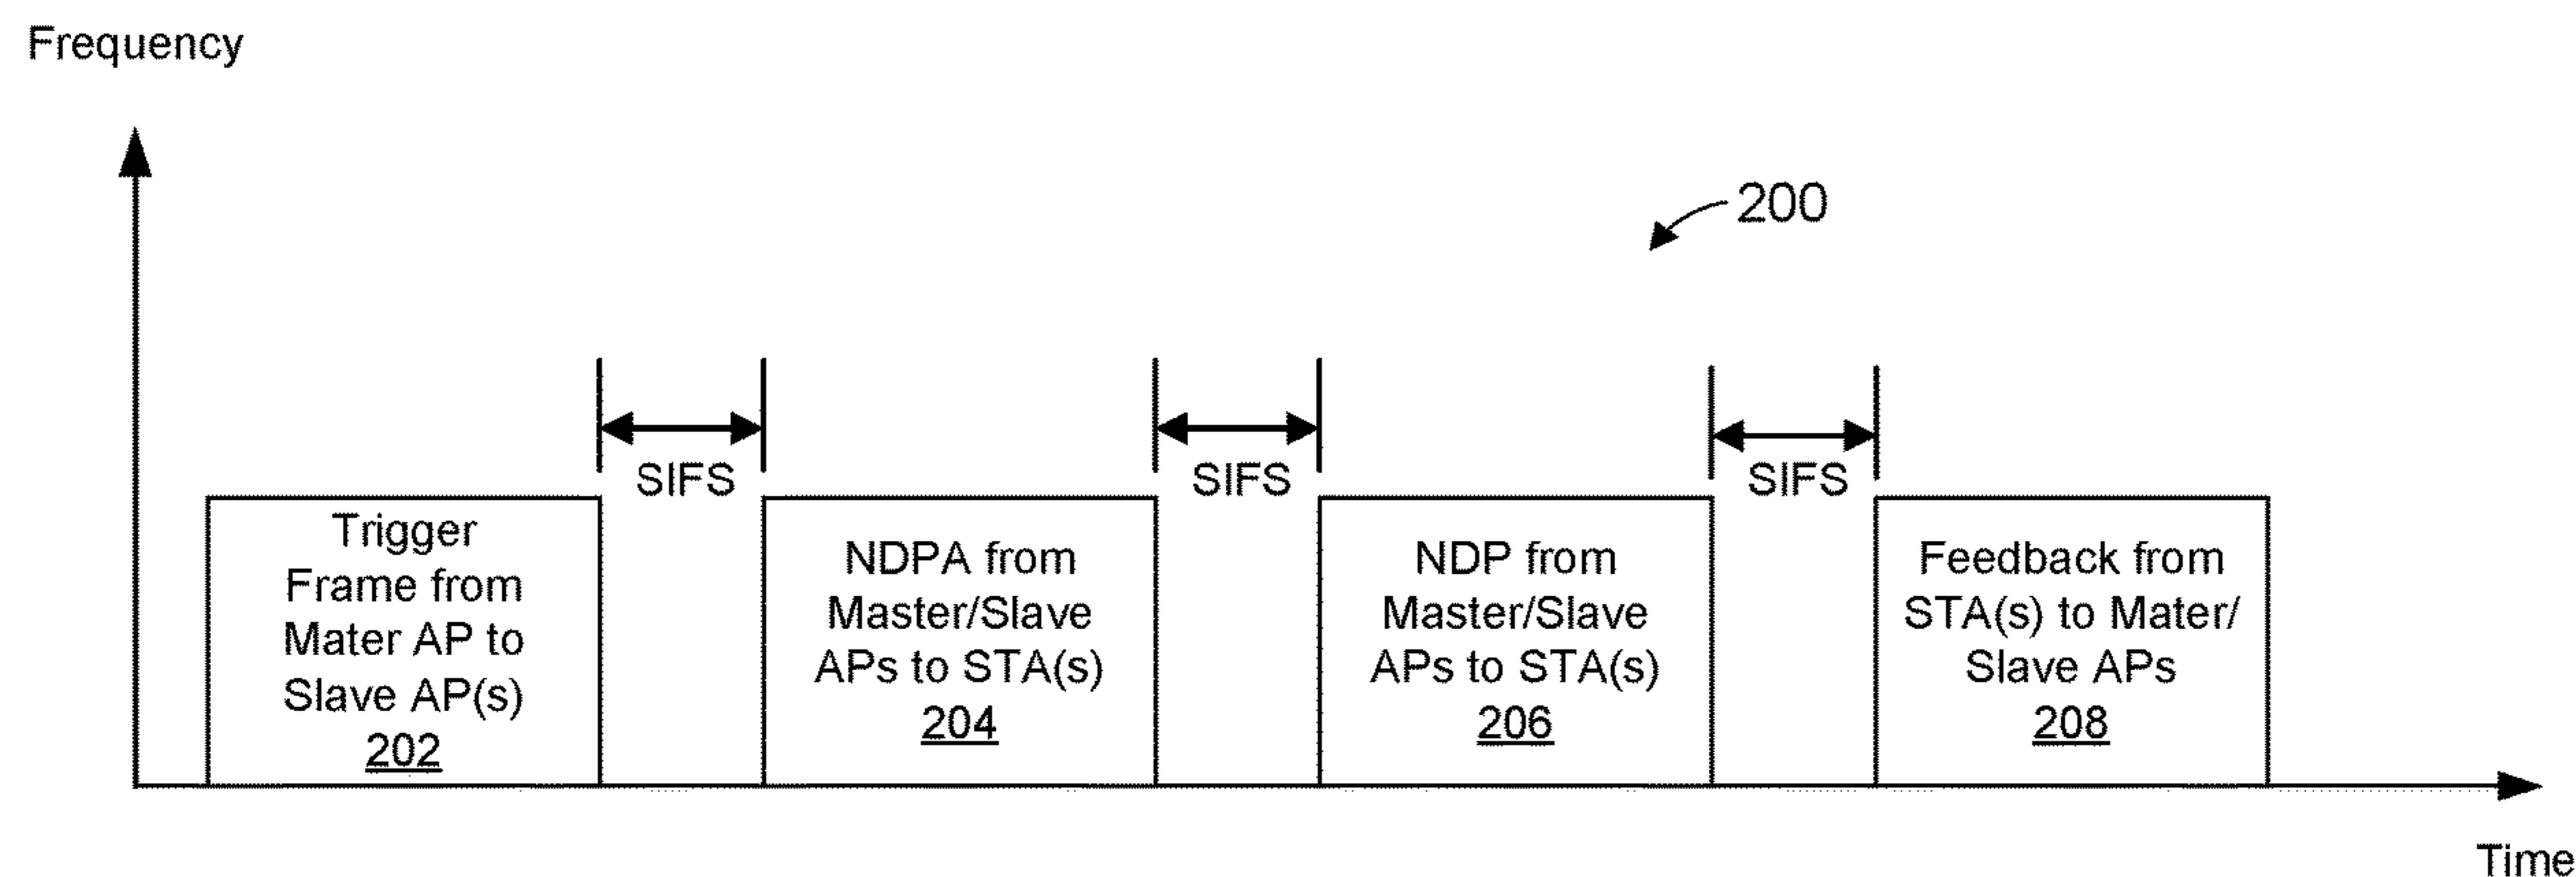 Frequency
200
SIFS
SIFS
SIFS
Trigger
Frame from
Mater AP to
Slave AP(s)
202
NDPA from
Master/Slave
APs to STA(s)
204
NDP from
Master/Slave
APs to STA(s)
206
Feedback from
STA(s) to Mater/
Slave APs
208
Time